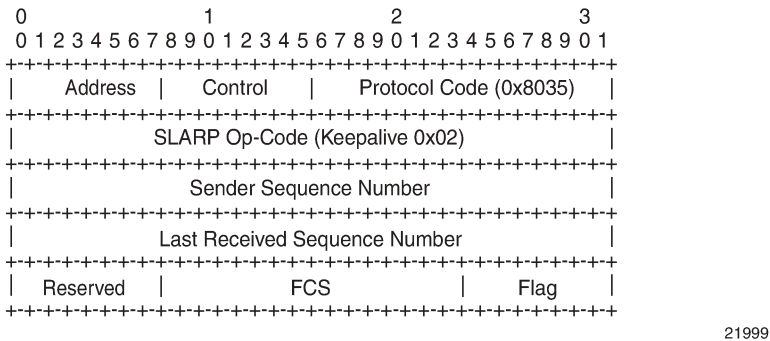 0 1 2 3
0 1 2 3 4 5 6 7 8 9 0 1 2 3 4 5 6 7 8 9 0 1 2 3 4 5 6 7 8 9 0 1
+-+-+-+-+-+-+-+-+-+-+-+-+-+-+-+-+-+-+-+-+-+-+-+-+-+-+-+-+-+-+-+-+
| Address | Control | Protocol Code (0x8035) |
+-+-+-+-+-+-+-+-+-+-+-+-+-+-+-+-+-+-+-+-+-+-+-+-+-+-+-+-+-+-+-+-+
| SLARP Op-Code (Keepalive 0x02) |
+-+-+-+-+-+-+-+-+-+-+-+-+-+-+-+-+-+-+-+-+-+-+-+-+-+-+-+-+-+-+-+-+
| Sender Sequence Number |
+-+-+-+-+-+-+-+-+-+-+-+-+-+-+-+-+-+-+-+-+-+-+-+-+-+-+-+-+-+-+-+-+
| Last Received Sequence Number |
+-+-+-+-+-+-+-+-+-+-+-+-+-+-+-+-+-+-+-+-+-+-+-+-+-+-+-+-+-+-+-+-+
| Reserved | FCS | Flag |
+-+-+-+-+-+-+-+-+-+-+-+-+-+-+-+-+-+-+-+-+-+-+-+-+-+-+-+-+-+-+-+-+
21999